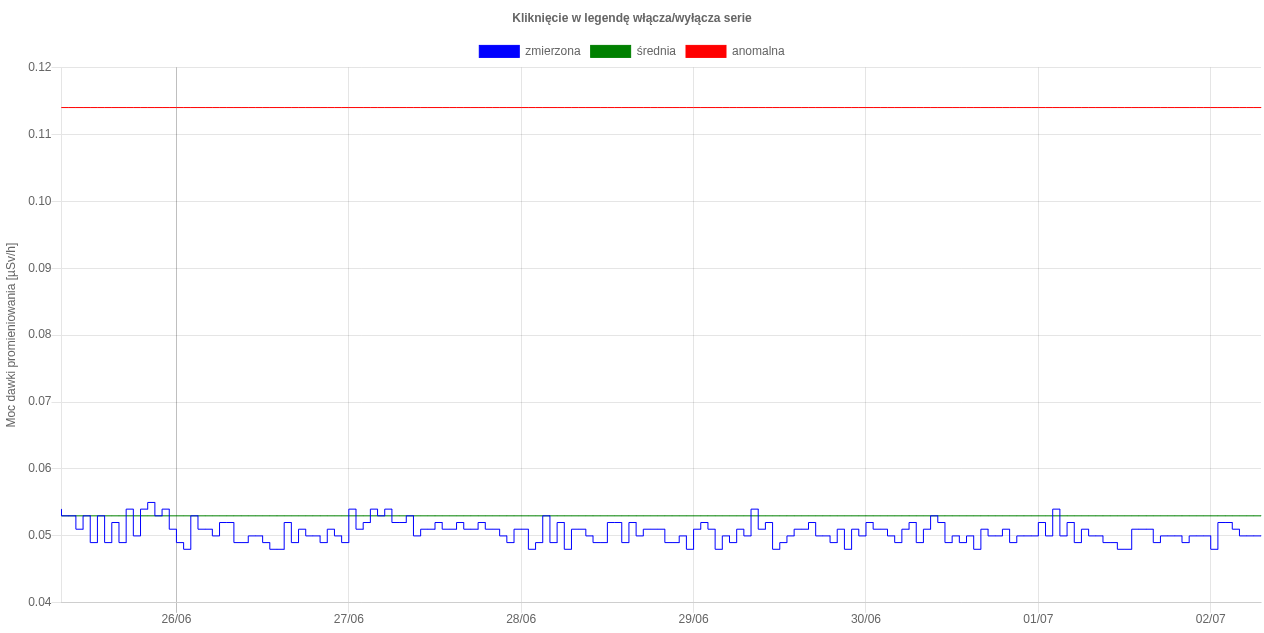 Kliknięcie w legendę włącza/wyłącza serie
zmierzona średnia anomalna
Moc dawki promieniowania [µSv/h]
0.12
0.11
0.10
0.09
0.08
0.07
0.06
0.05
0.04
26/06 27/06 28/06 29/06 30/06 01/07 02/07